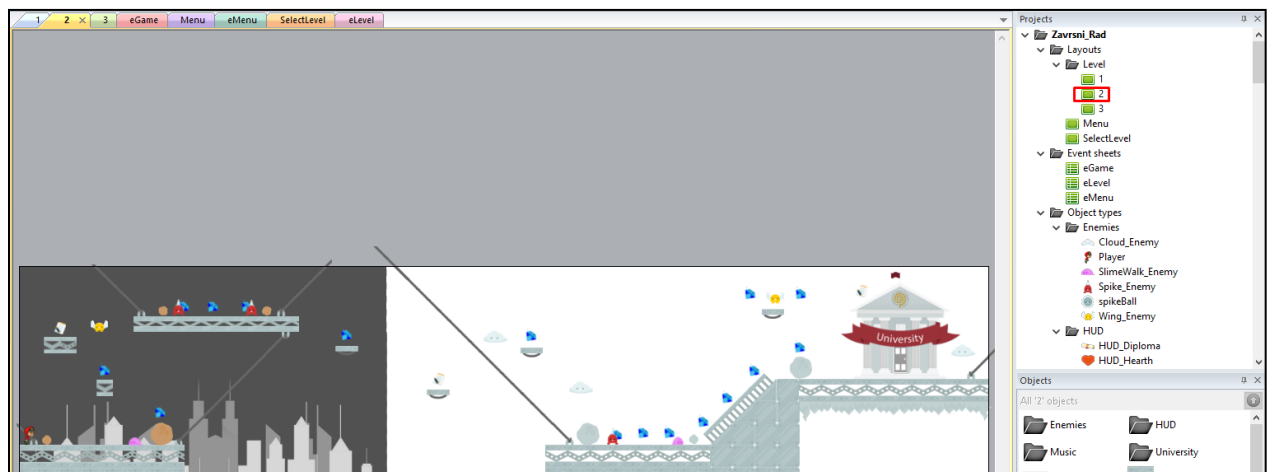 1 2 × 3 eGame Menu eMenu SelectLevel eLevel
University
Projects
Zavrsni_Rad
Layouts
Level
1
2
3
Menu
SelectLevel
Event sheets
eGame
eLevel
eMenu
Object types
Enemies
Cloud_Enemy
Player
SlimeWalk_Enemy
Spike_Enemy
spikeBall
Wing_Enemy
HUD
HUD_Diploma
HUD_Hearth
Objects
All '2' objects
Enemies HUD
Music University